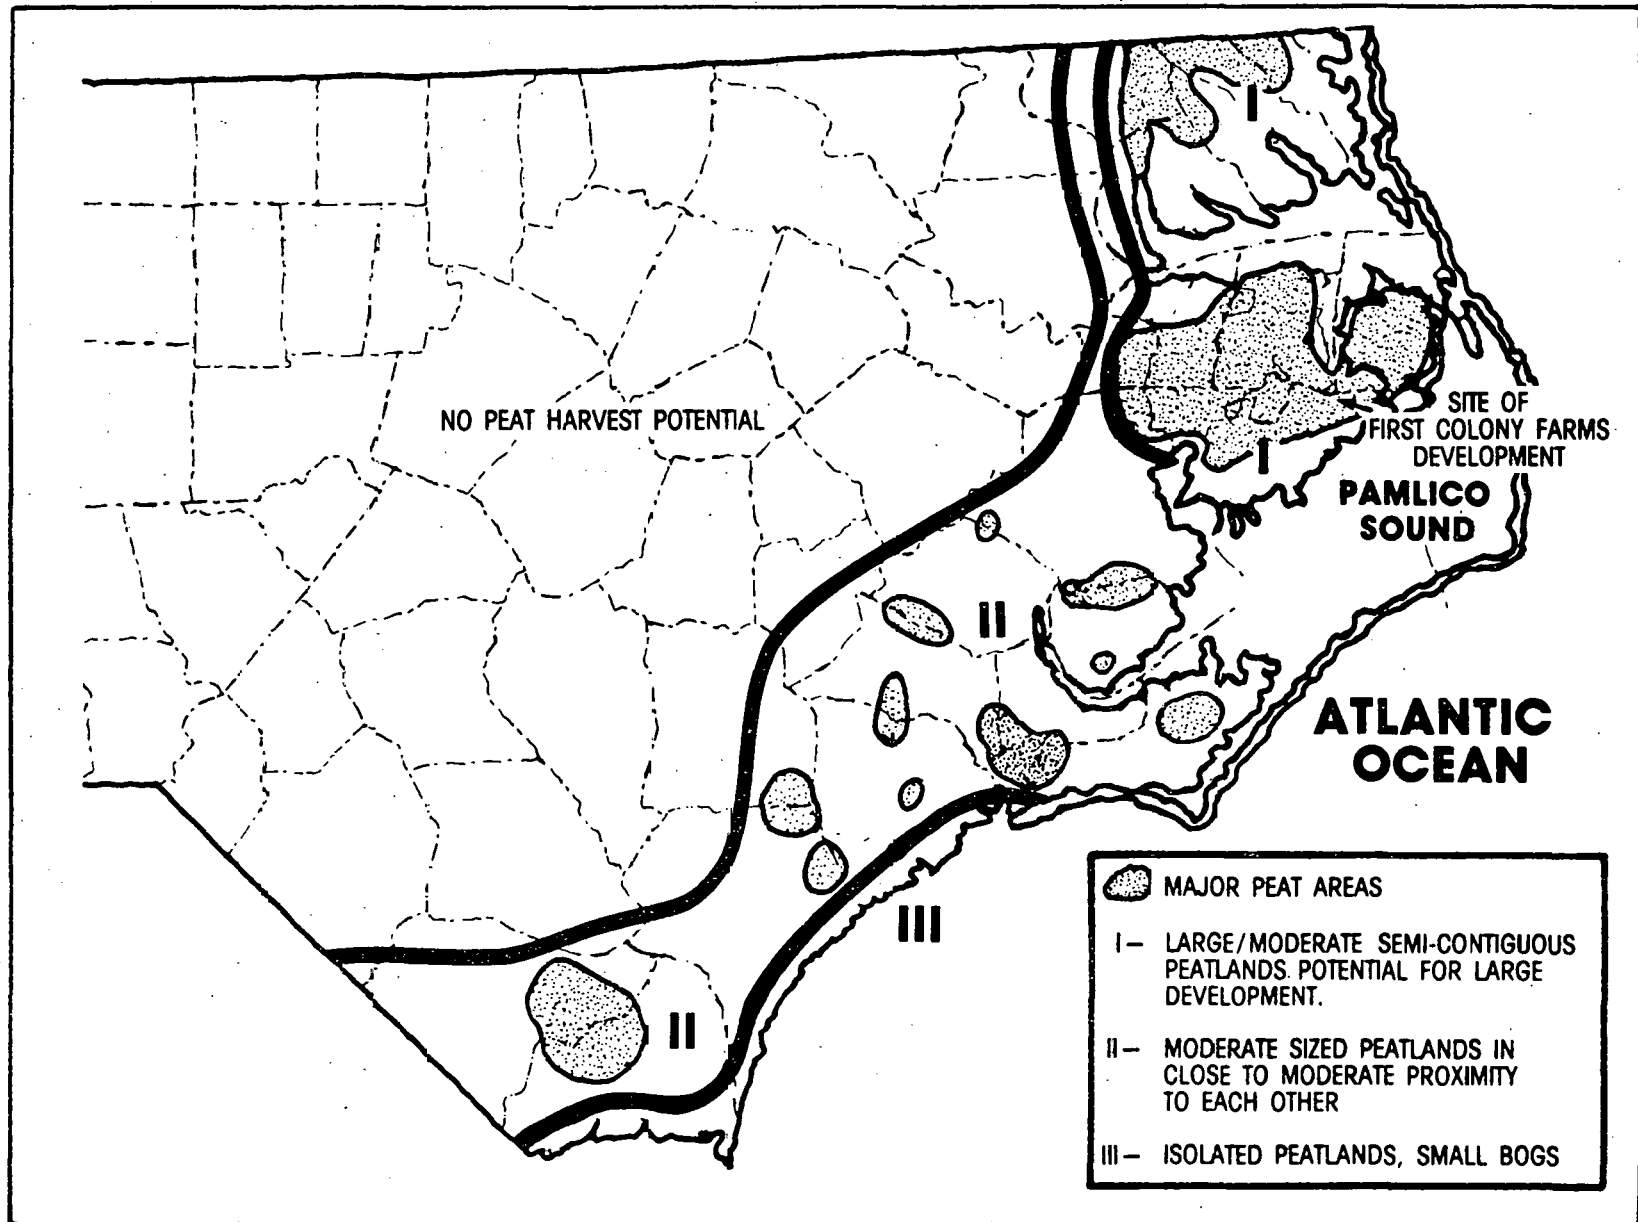 I
NO PEAT HARVEST POTENTIAL
SITE OF
FIRST COLONY FARMS
DEVELOPMENT
I
PAMLICO
SOUND
II
ATLANTIC
OCEAN
III
II
MAJOR PEAT AREAS
I – LARGE/MODERATE SEMI-CONTIGUOUS
PEATLANDS. POTENTIAL FOR LARGE
DEVELOPMENT.
II – MODERATE SIZED PEATLANDS IN
CLOSE TO MODERATE PROXIMITY
TO EACH OTHER
III – ISOLATED PEATLANDS, SMALL BOGS